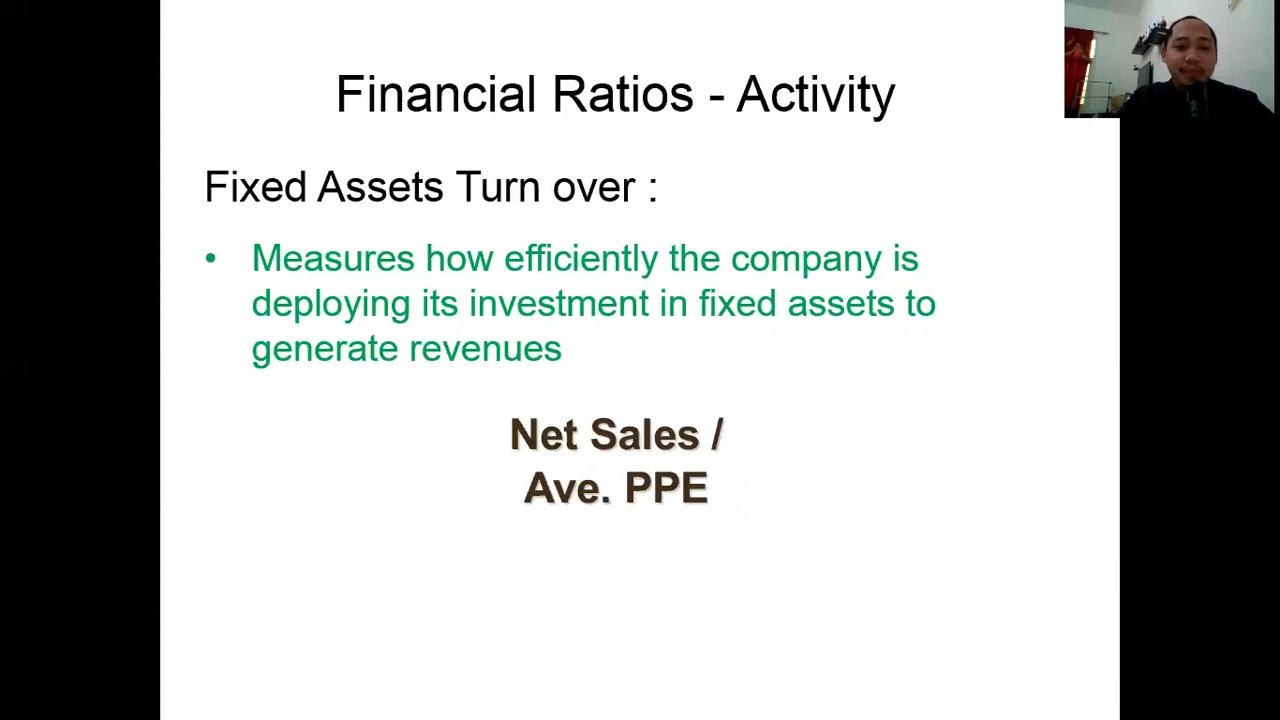 Financial Ratios - Activity
Fixed Assets Turn over :
• Measures how efficiently the company is
deploying its investment in fixed assets to
generate revenues
Net Sales /
Ave. PPE